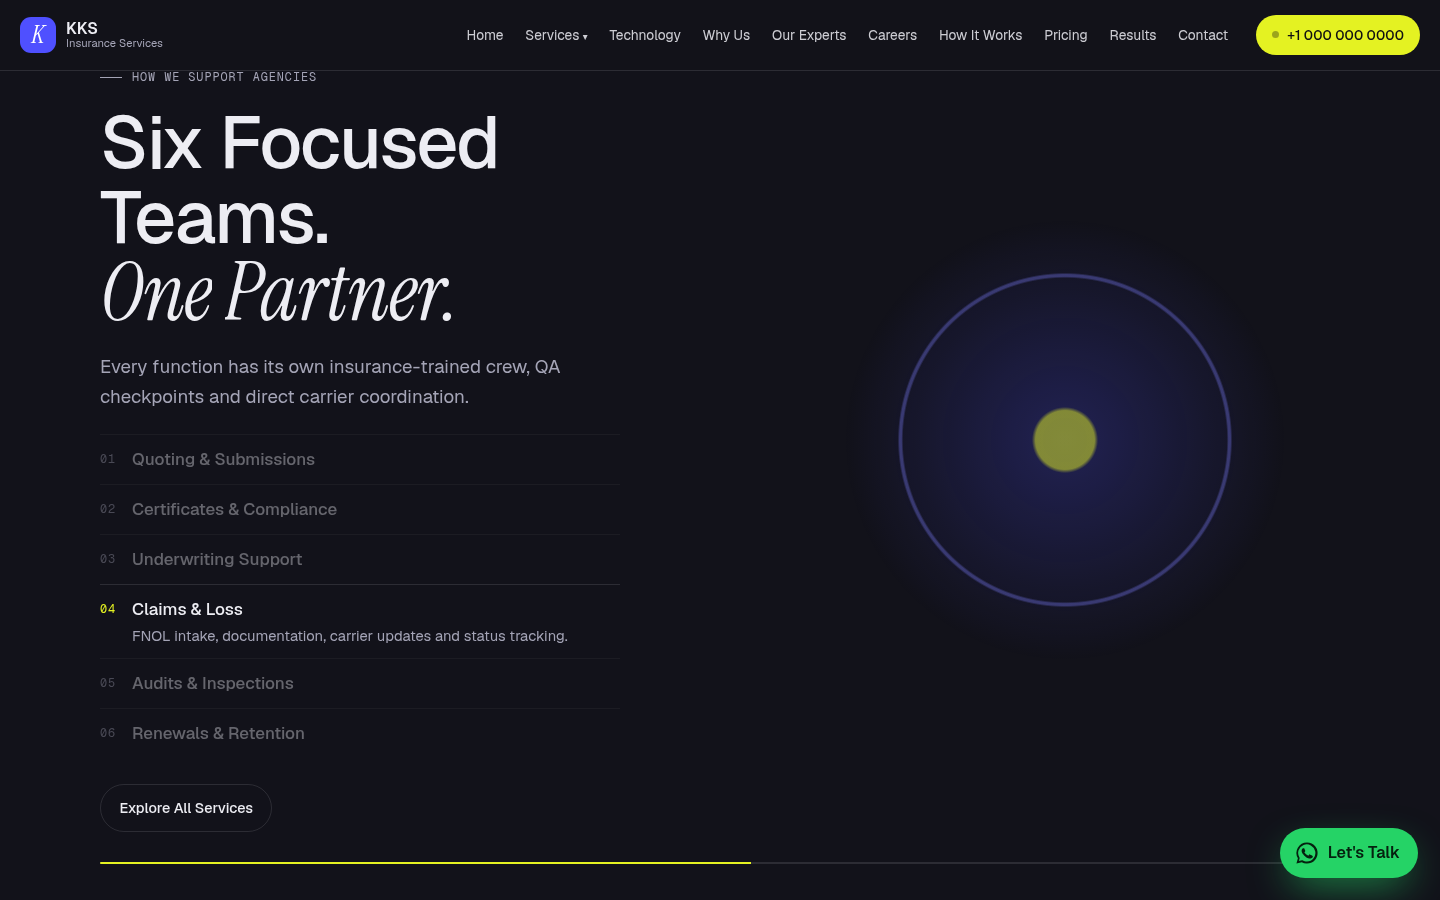 K
KKS
Insurance Services
Home
Services ▾
Technology
Why Us
Our Experts
Careers
How It Works
Pricing
Results
Contact
+1 000 000 0000
HOW WE SUPPORT AGENCIES
Six Focused
Teams.
One Partner.
Every function has its own insurance-trained crew, QA
checkpoints and direct carrier coordination.
01 Quoting & Submissions
02 Certificates & Compliance
03 Underwriting Support
04 Claims & Loss
FNOL intake, documentation, carrier updates and status tracking.
05 Audits & Inspections
06 Renewals & Retention
Explore All Services
Let's Talk